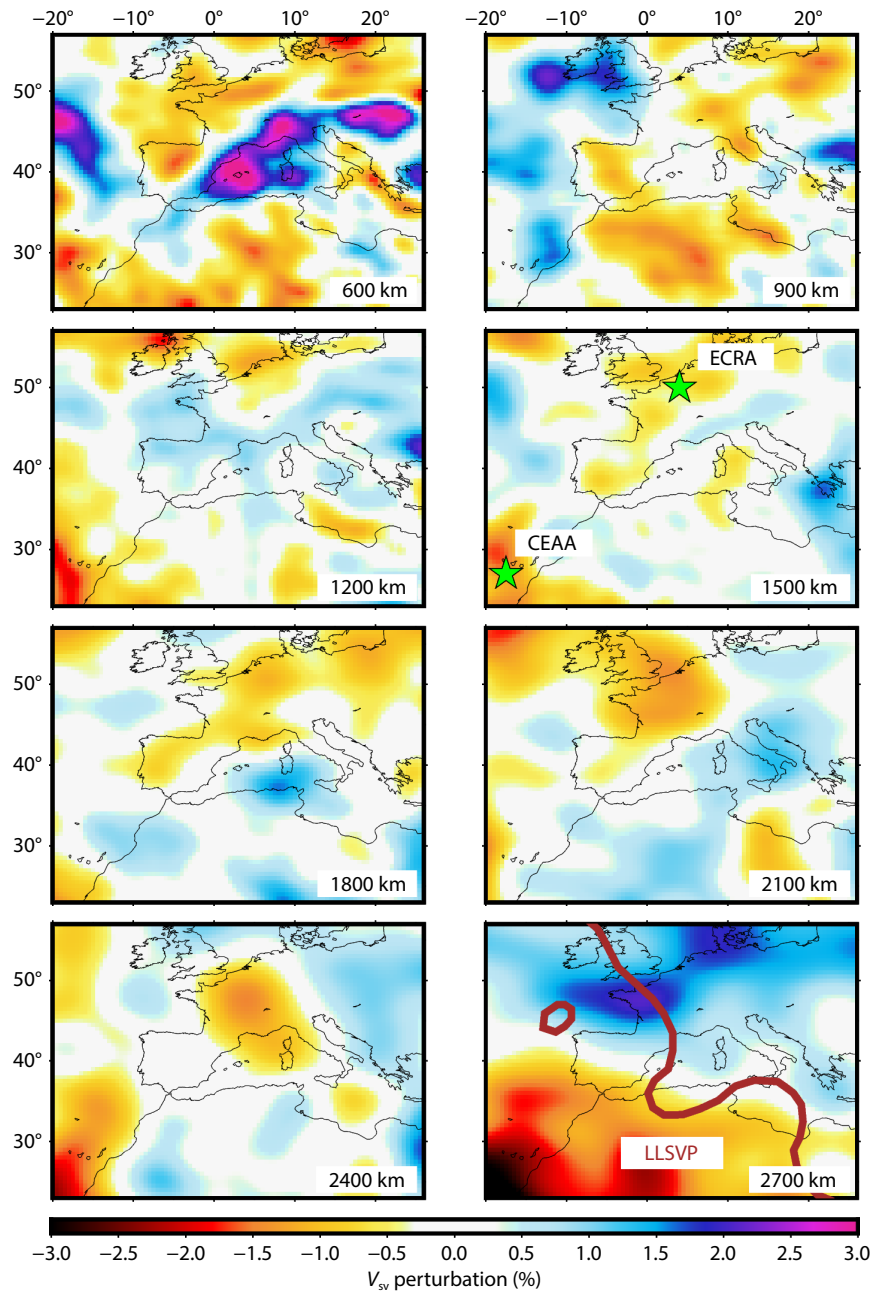 −20° −10° 0° 10° 20° −20° −10° 0° 10° 20°
50°
40°
30°
600 km
900 km
50°
40°
30°
ECRA
CEAA
1200 km
1500 km
50°
40°
30°
1800 km
2100 km
50°
40°
30°
LLSVP
2400 km
2700 km
−3.0 −2.5 −2.0 −1.5 −1.0 −0.5 0.0 0.5 1.0 1.5 2.0 2.5 3.0
Vsv perturbation (%)